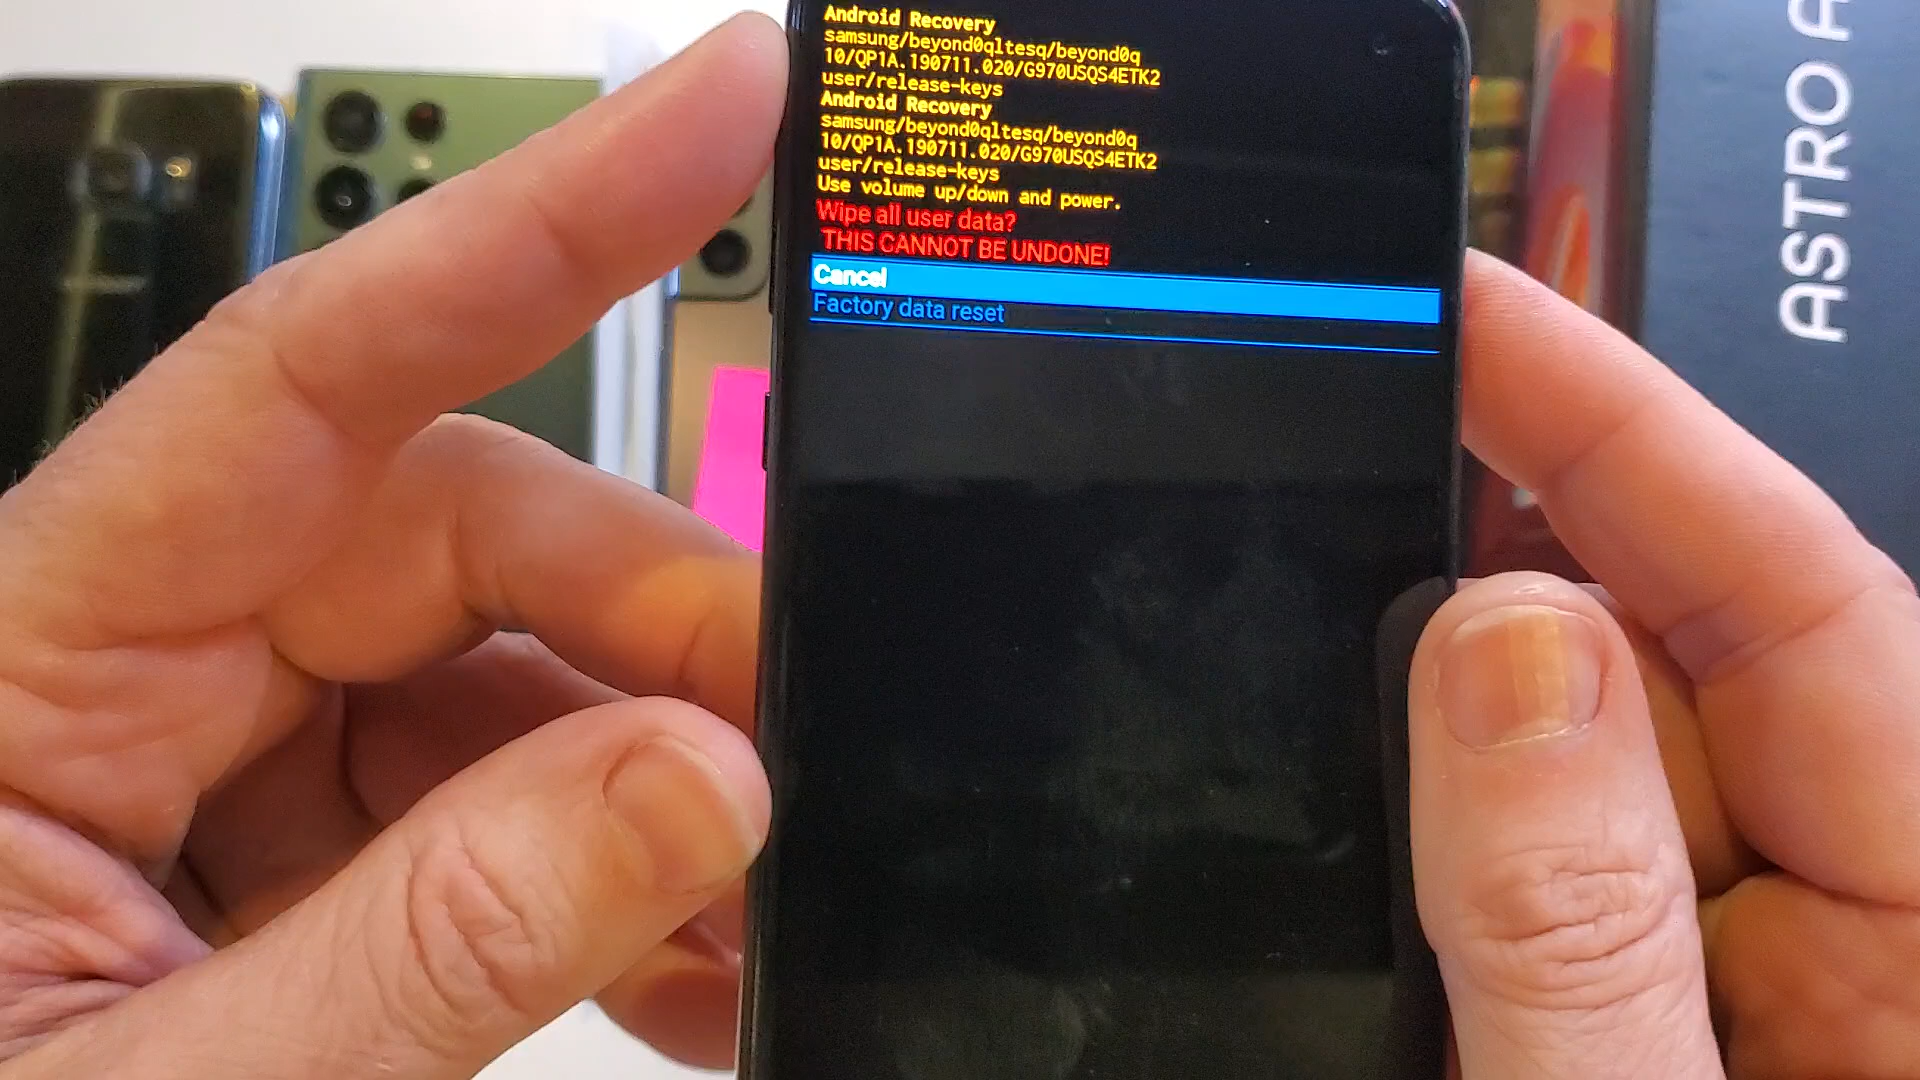 Android Recovery
samsung/beyond0qltesq/beyond0q
10/QP1A.190711.020/G970USQS4ETK2
user/release-keys
Android Recovery
samsung/beyond0qltesq/beyond0q
10/QP1A.190711.020/G970USQS4ETK2
user/release-keys
Use volume up/down and power.
Wipe all user data?
THIS CANNOT BE UNDONE!
Cancel
Factory data reset
ASTRO A